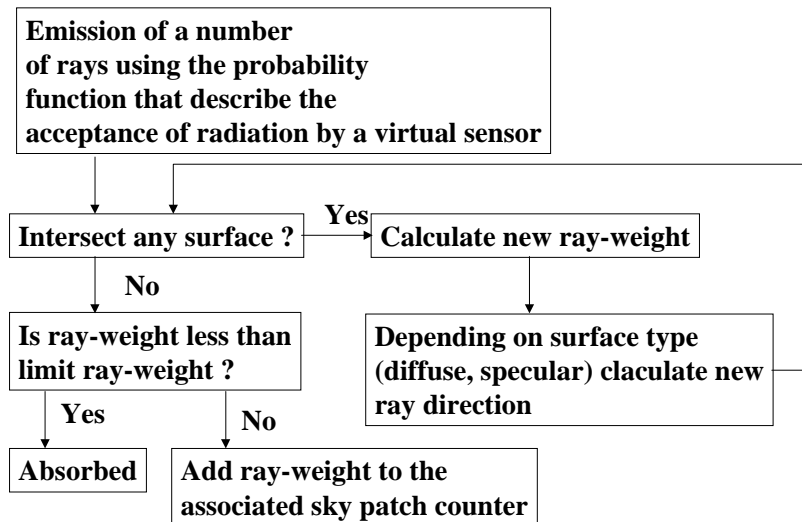 Emission of a number
of rays using the probability
function that describe the
acceptance of radiation by a virtual sensor
Intersect any surface ?
Yes
Calculate new ray-weight
No
Is ray-weight less than
limit ray-weight ?
Depending on surface type
(diffuse, specular) claculate new
ray direction
Yes
No
Absorbed
Add ray-weight to the
associated sky patch counter